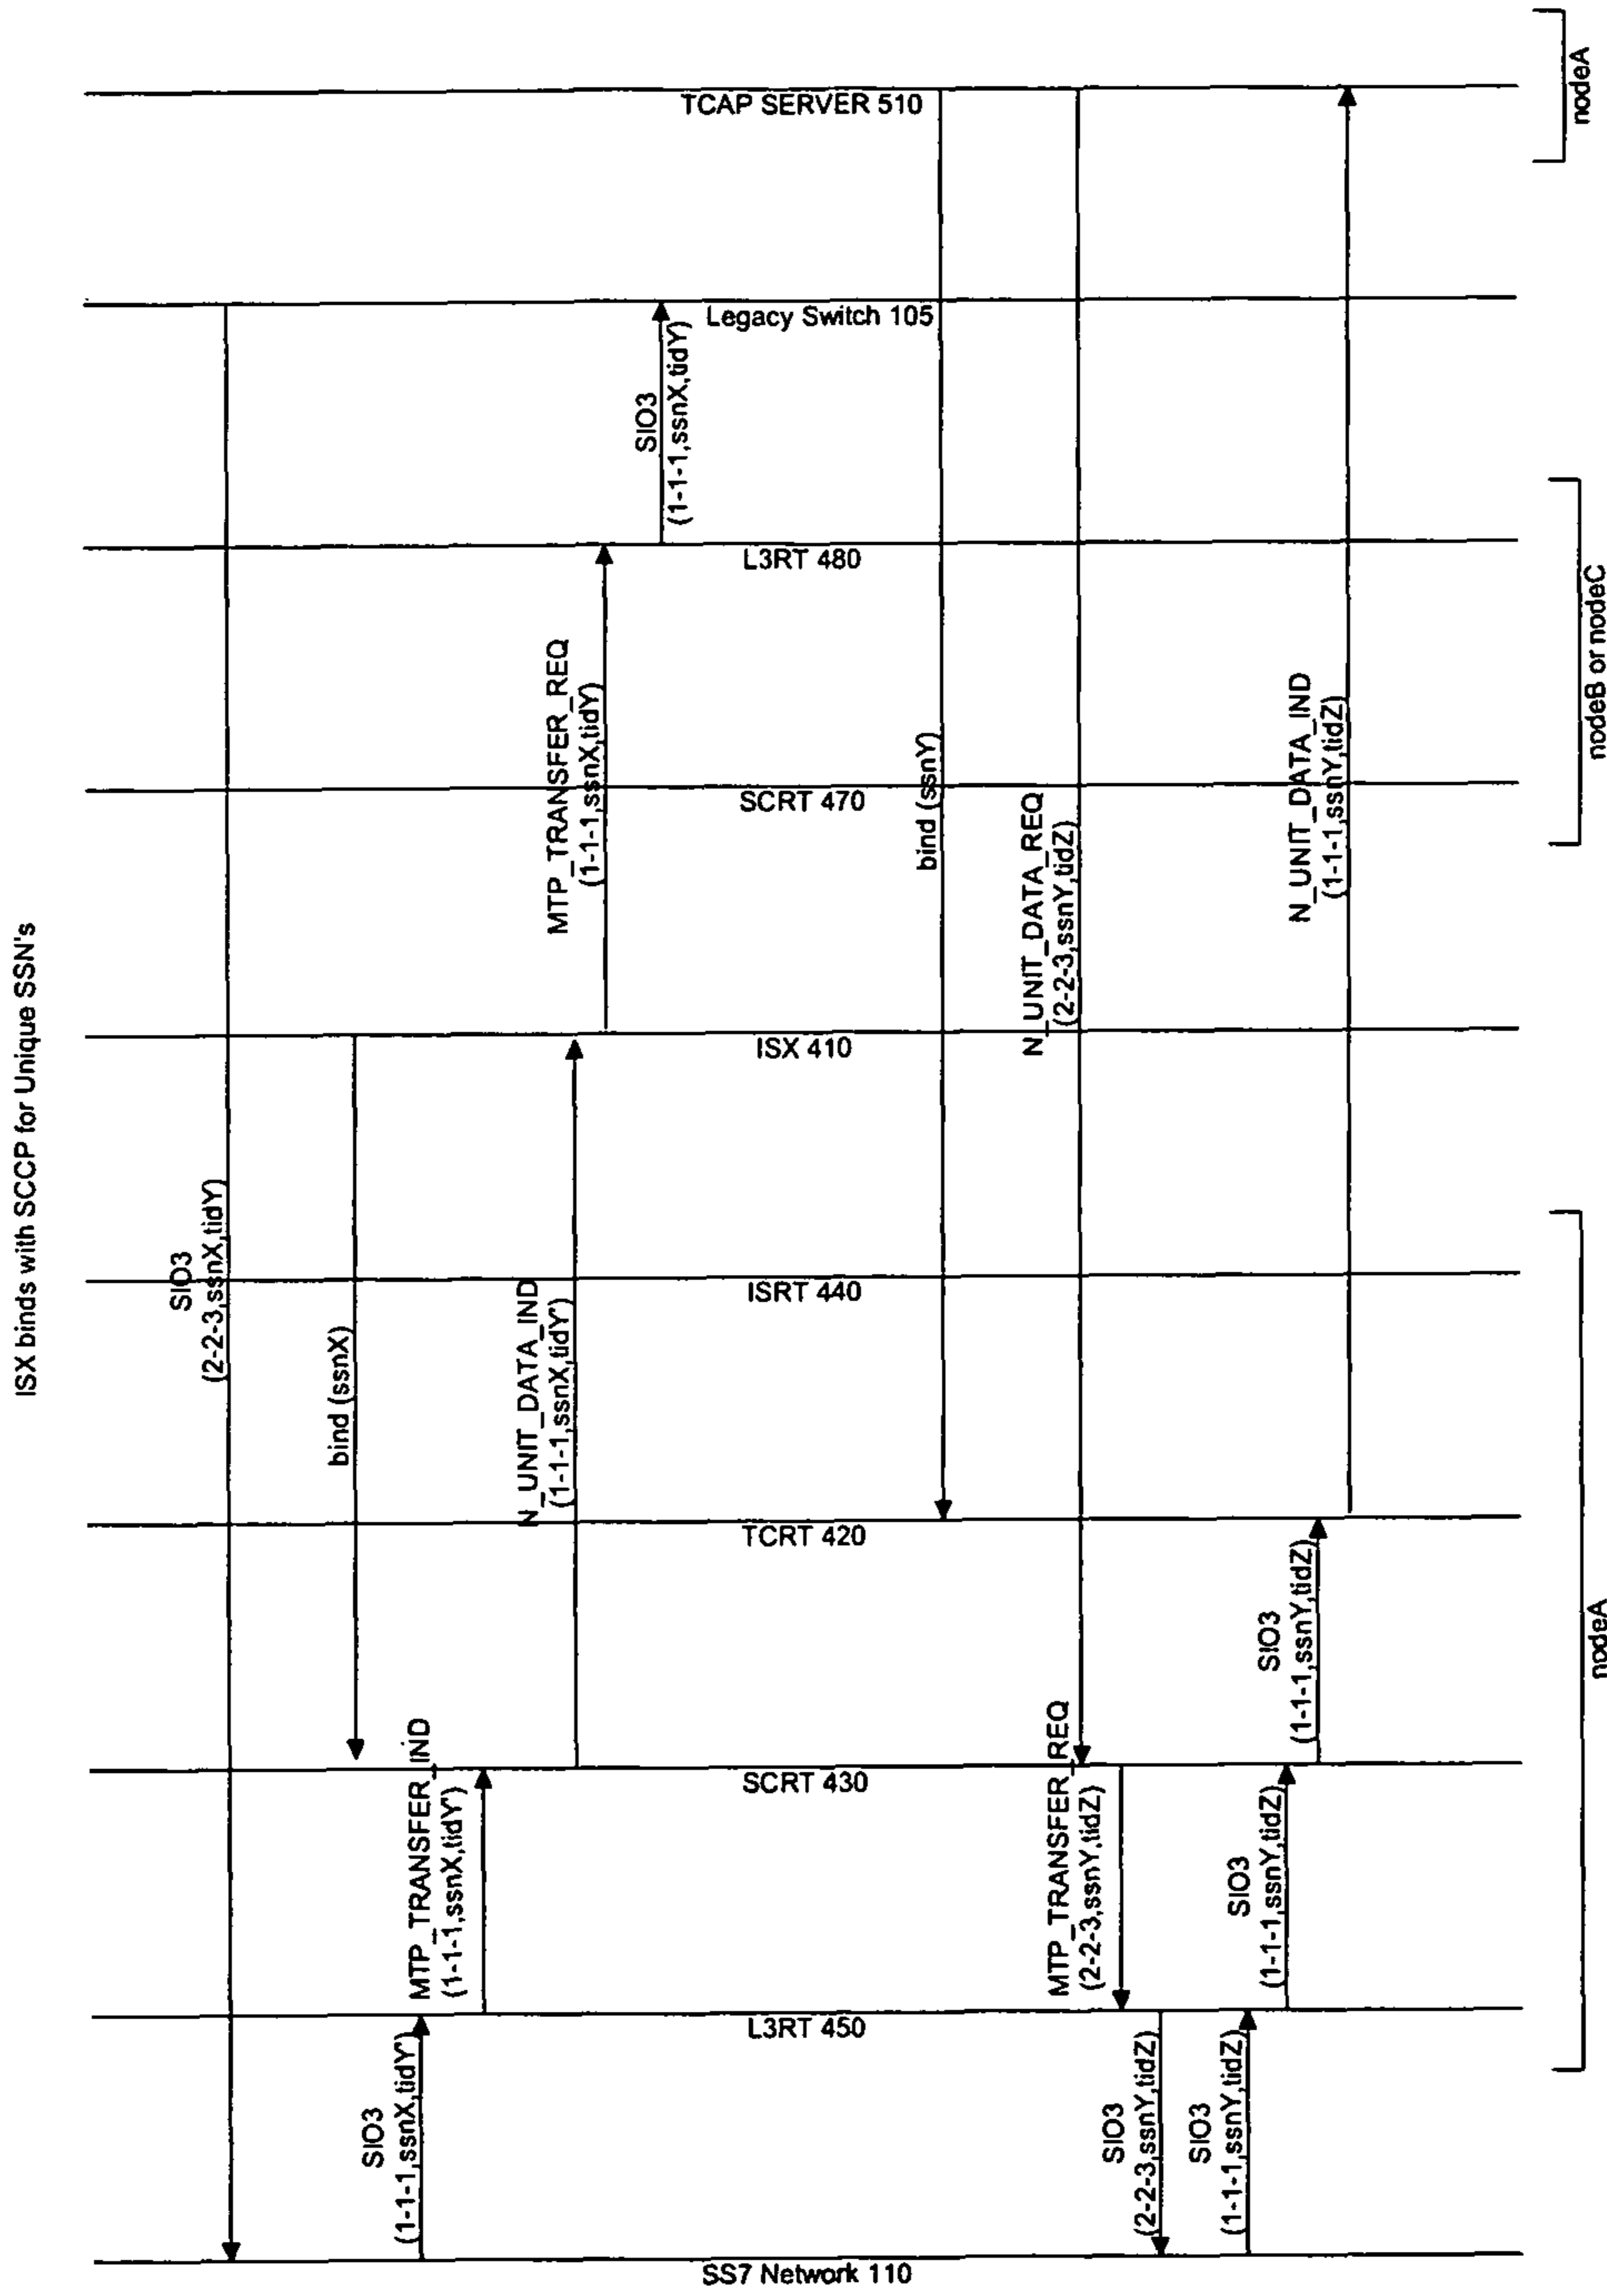 ISX binds with SCCP for Unique SSN's
TCAP SERVER 510
Legacy Switch 105
L3RT 480
SCRT 470
ISX 410
ISRT 440
TCRT 420
SCRT 430
L3RT 450
SS7 Network 110
nodeA
nodeB or nodeC
nodeA
SIO3
(2-2-3,ssnX,tidY)
bind (ssnX)
SIO3
(1-1-1,ssnX,tidY')
MTP_TRANSFER_IND
(1-1-1,ssnX,tidY')
N_UNIT_DATA_IND
(1-1-1,ssnX,tidY')
MTP_TRANSFER_REQ
(1-1-1,ssnX,tidY)
SIO3
(1-1-1,ssnX,tidY)
bind (ssnY)
N_UNIT_DATA_REQ
(2-2-3,ssnY,tidZ)
MTP_TRANSFER_REQ
(2-2-3,ssnY,tidZ)
SIO3
(2-2-3,ssnY,tidZ)
SIO3
(1-1-1,ssnY,tidZ)
SIO3
(1-1-1,ssnY,tidZ)
SIO3
(1-1-1,ssnY,tidZ)
N_UNIT_DATA_IND
(1-1-1,ssnY,tidZ)